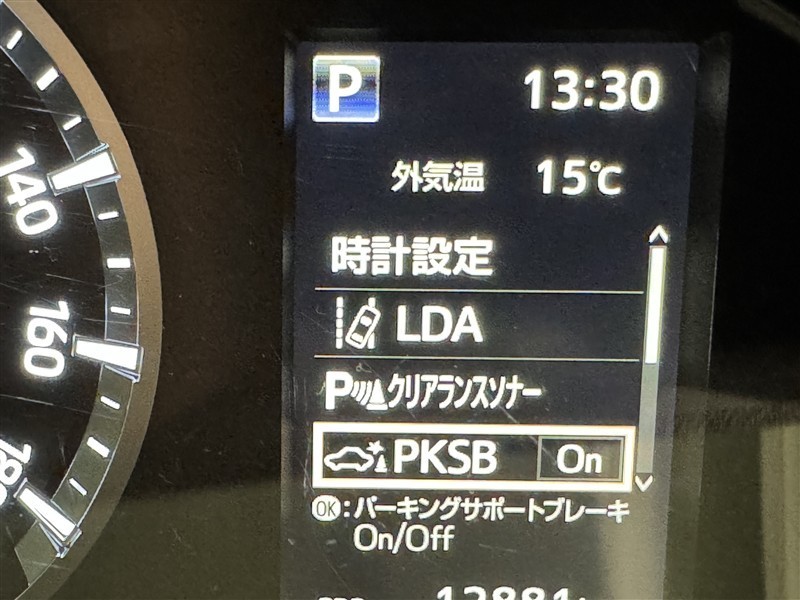 P 13:30
外気温 15℃
時計設定
LDA
Pクリアランスソナー
PKSB On
OK:パーキングサポートブレーキ
On/Off
140
160